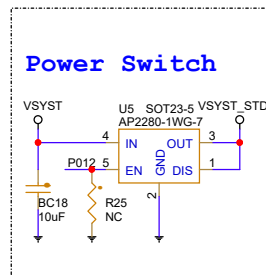 Power Switch
VSYST
U5 SOT23-5
VSYST_STD
AP2280-1WG-7
4
IN
OUT
3
P012
5
EN
GND
DIS
1
2
BC18
10uF
R25
NC